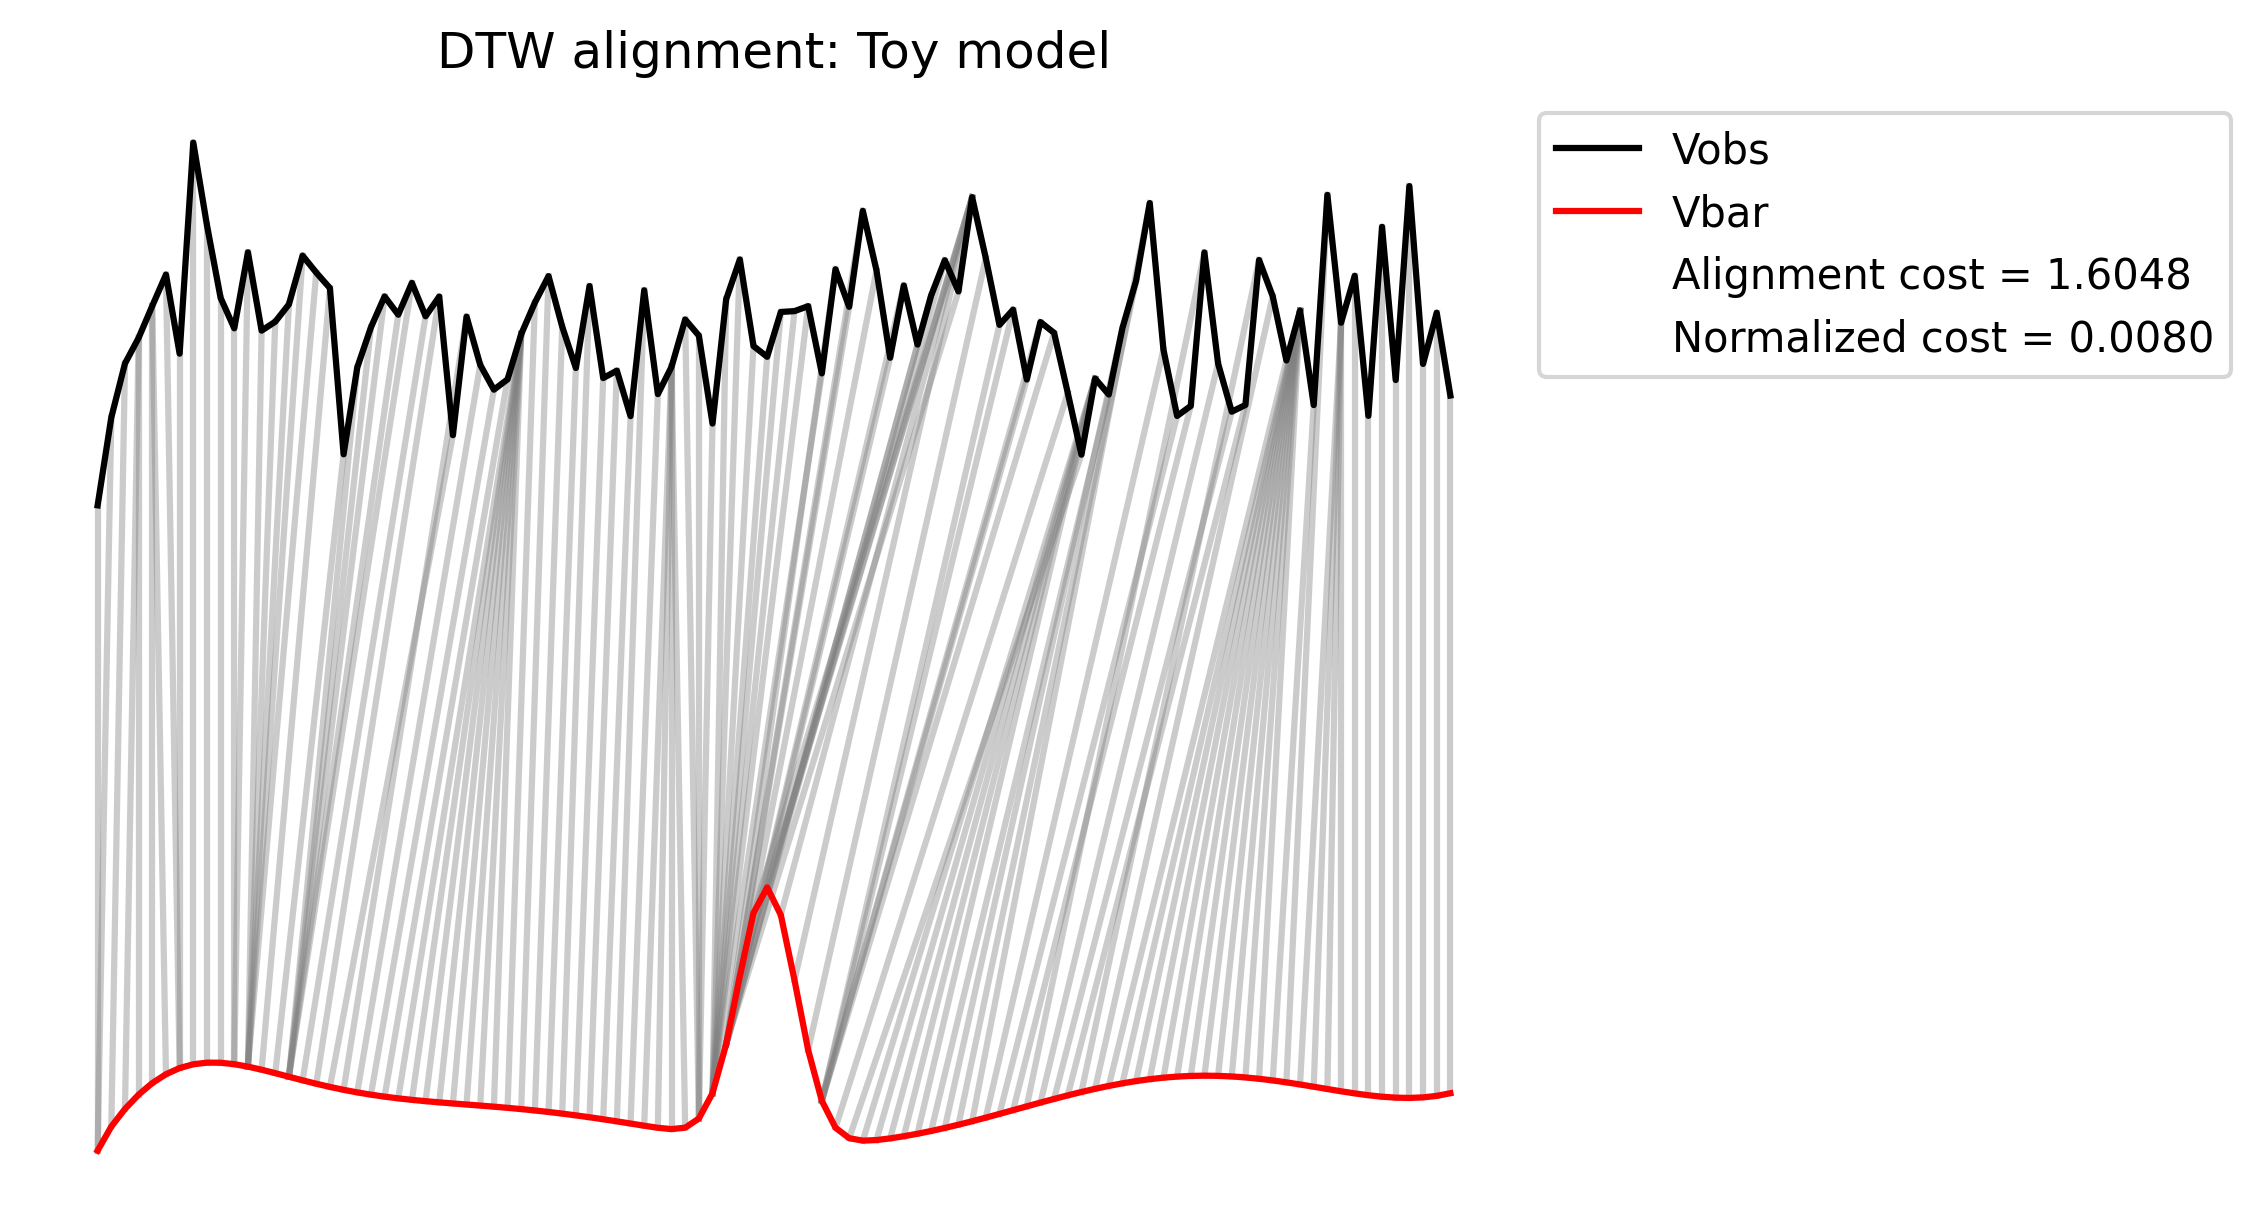 DTW alignment: Toy model
Vobs
Vbar
Alignment cost = 1.6048
Normalized cost = 0.0080